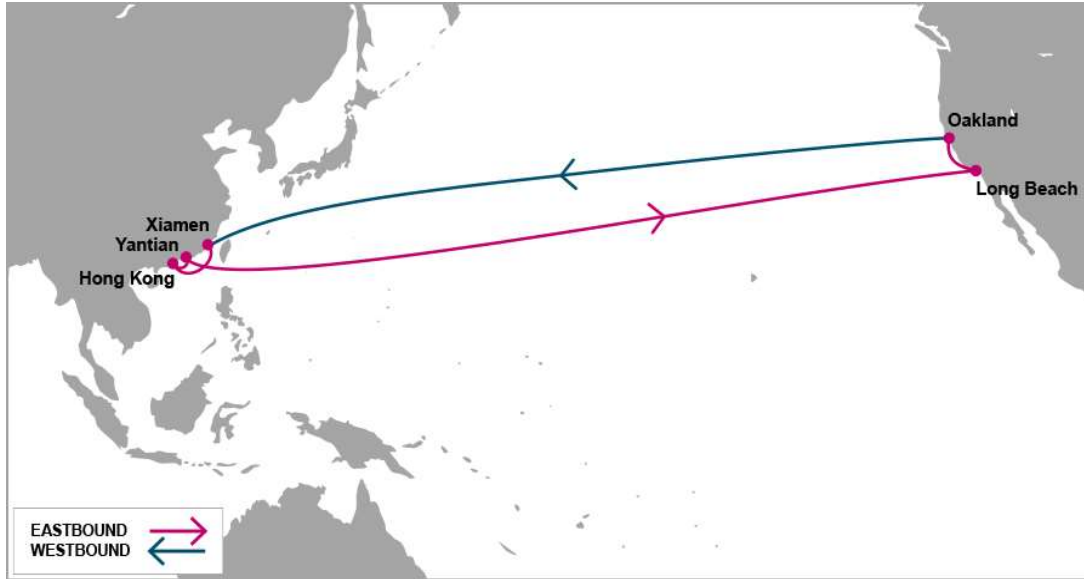 Oakland
Long Beach
Xiamen
Yantian
Hong Kong
EASTBOUND
WESTBOUND